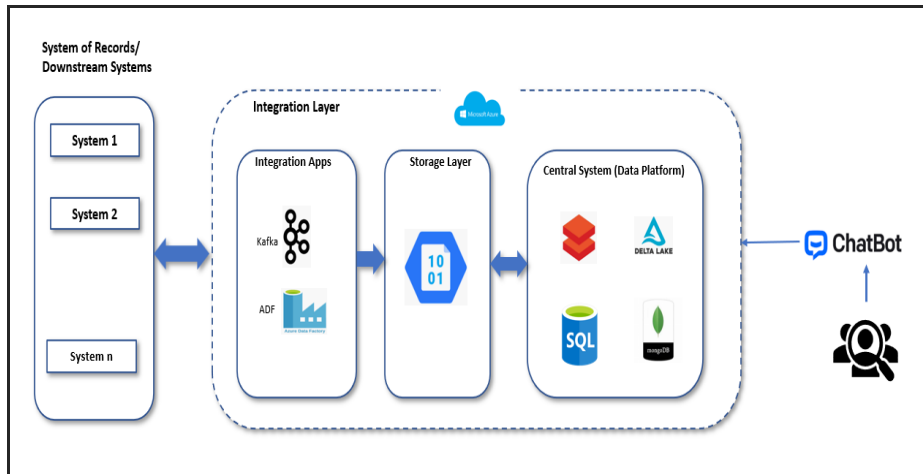 System of Records/
Downstream Systems
System 1
System 2
System n
Integration Layer
Microsoft Azure
Integration Apps
Kafka
ADF
Azure Data Factory
Storage Layer
10
01
Central System (Data Platform)
DELTA LAKE
SQL
mongoDB
ChatBot